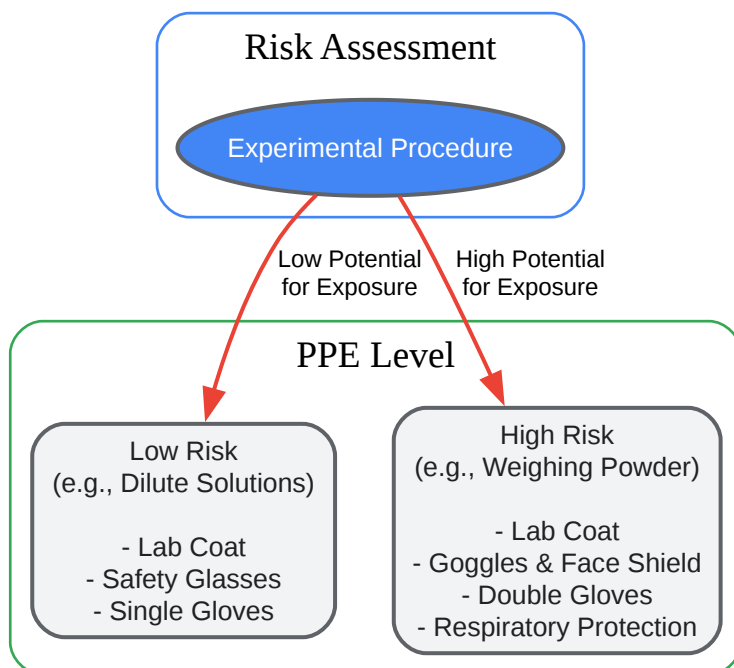 Risk Assessment
Experimental Procedure
Low Potential
for Exposure
High Potential
for Exposure
PPE Level
Low Risk
(e.g., Dilute Solutions)
- Lab Coat
- Safety Glasses
- Single Gloves
High Risk
(e.g., Weighing Powder)
- Lab Coat
- Goggles & Face Shield
- Double Gloves
- Respiratory Protection